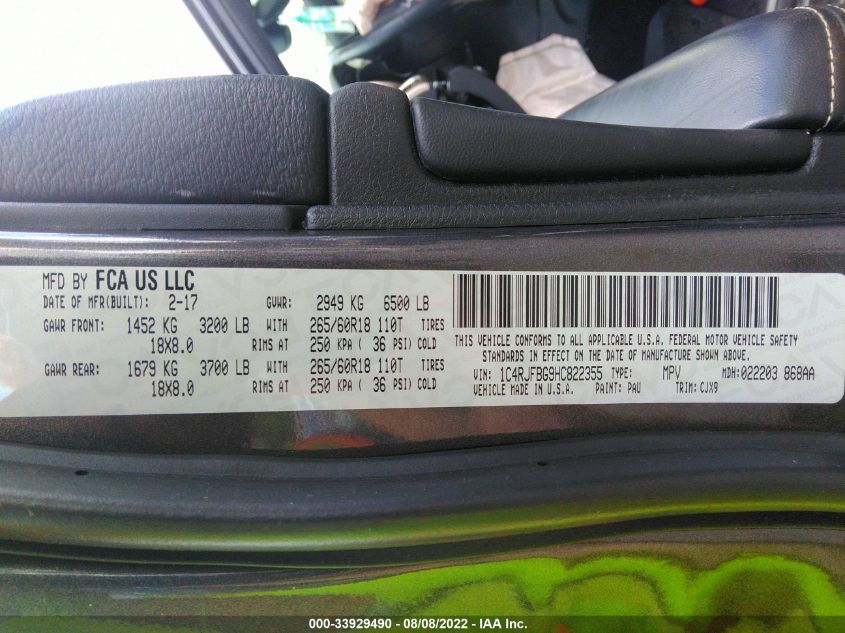 MFD BY FCA US LLC
DATE OF MFR(BUILT): 2-17 GVWR: 2949 KG 6500 LB
GAWR FRONT: 1452 KG 3200 LB WITH 265/60R18 110T TIRES
18X8.0 RIMS AT 250 KPA ( 36 PSI) COLD
GAWR REAR: 1679 KG 3700 LB WITH 265/60R18 110T TIRES
18X8.0 RIMS AT 250 KPA ( 36 PSI) COLD
THIS VEHICLE CONFORMS TO ALL APPLICABLE U.S.A. FEDERAL MOTOR VEHICLE SAFETY
STANDARDS IN EFFECT ON THE DATE OF MANUFACTURE SHOWN ABOVE.
VIN: 1C4RJFBG9HC822355 TYPE: MPV MDH: 022203 868AA
VEHICLE MADE IN U.S.A. PAINT: PAU TRIM: CJX9
000-33929490 - 08/08/2022 - IAA Inc.